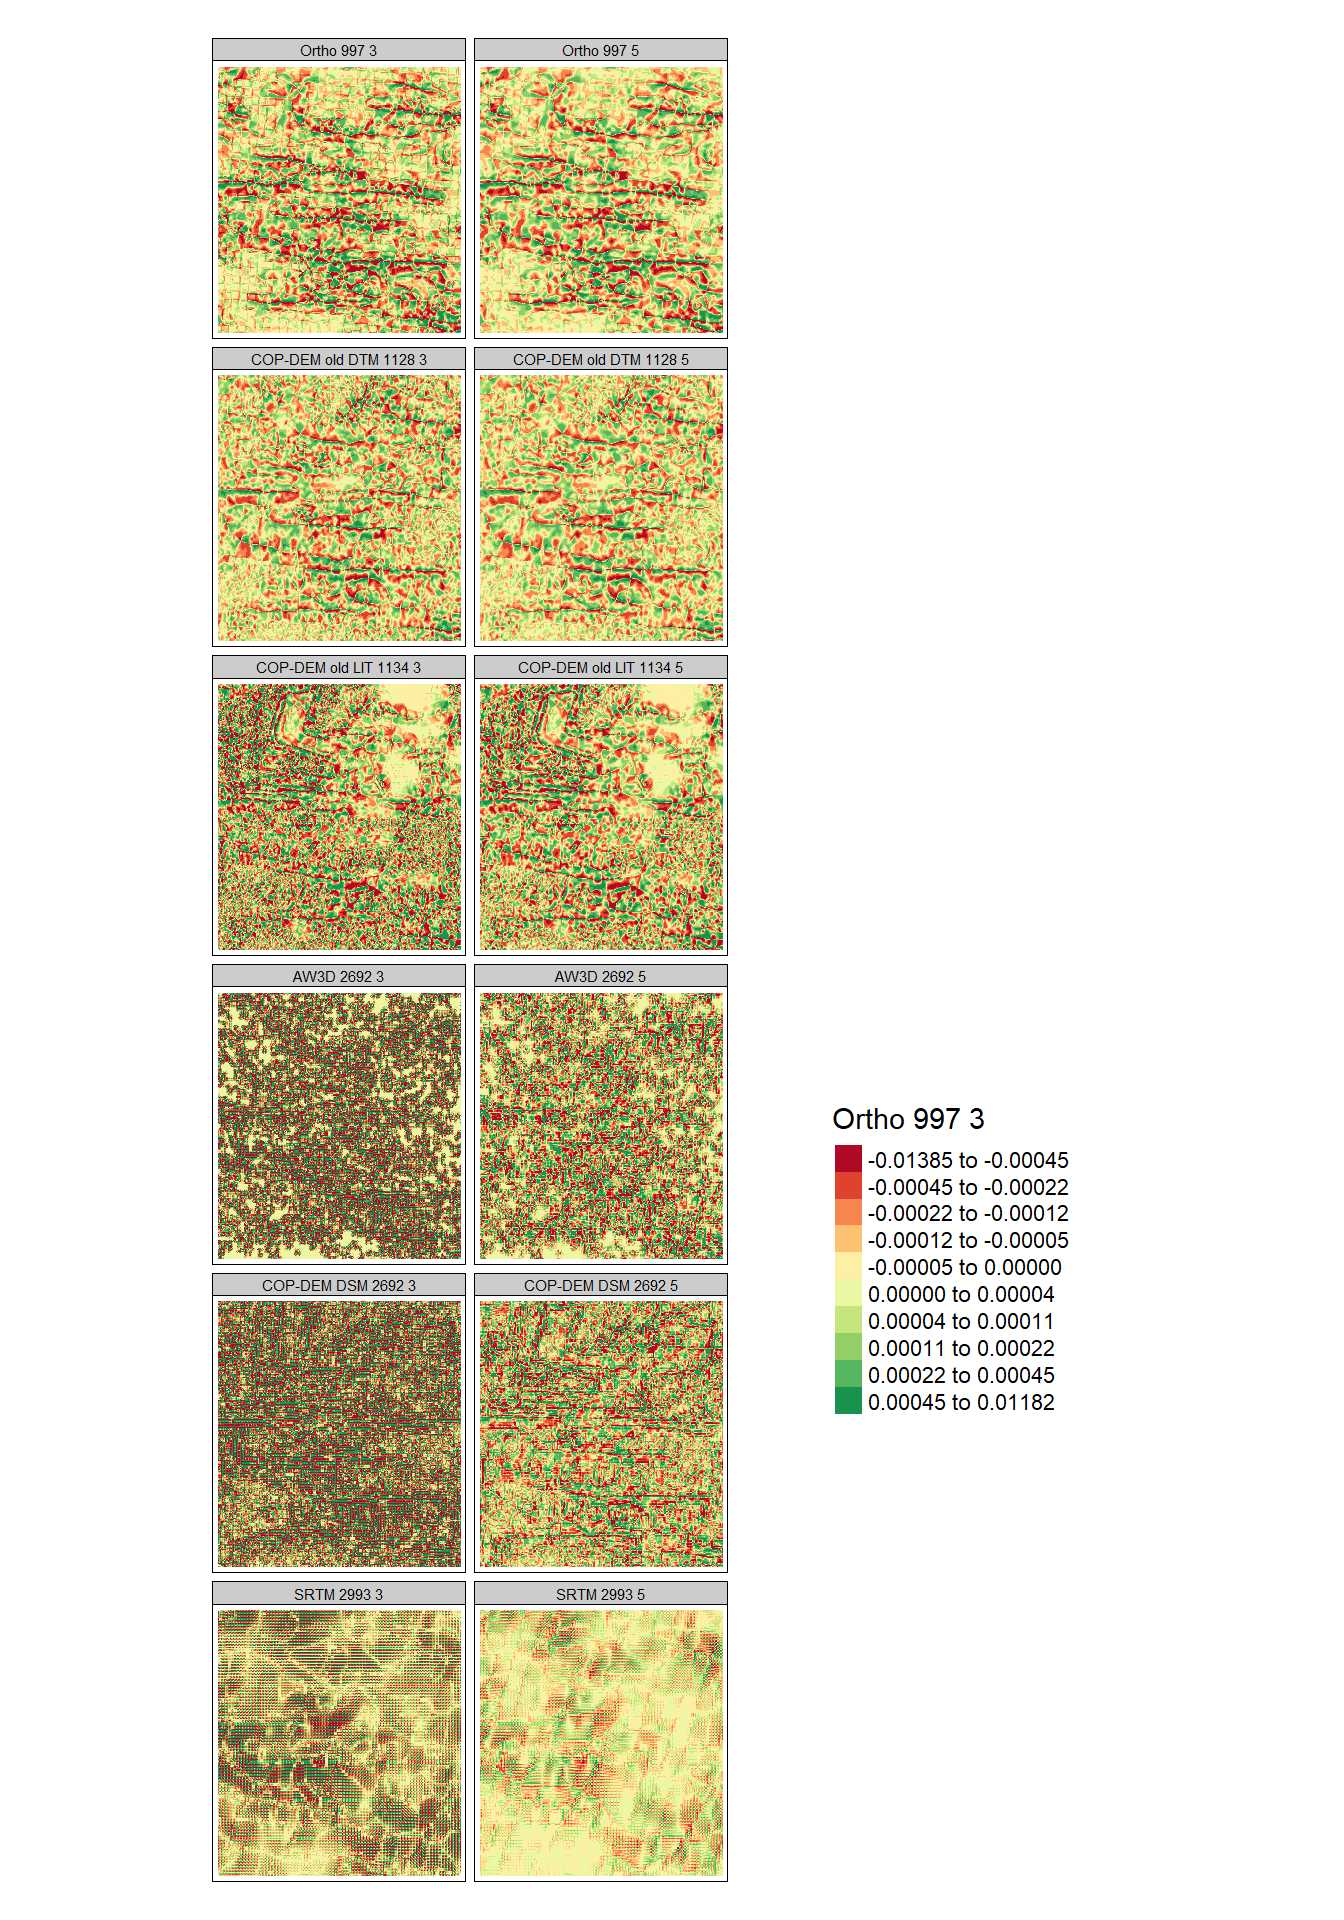 Ortho 997 3
Ortho 997 5
COP-DEM old DTM 1128 3
COP-DEM old DTM 1128 5
COP-DEM old LIT 1134 3
COP-DEM old LIT 1134 5
AW3D 2692 3
AW3D 2692 5
COP-DEM DSM 2692 3
COP-DEM DSM 2692 5
SRTM 2993 3
SRTM 2993 5
Ortho 997 3
-0.01385 to -0.00045
-0.00045 to -0.00022
-0.00022 to -0.00012
-0.00012 to -0.00005
-0.00005 to 0.00000
0.00000 to 0.00004
0.00004 to 0.00011
0.00011 to 0.00022
0.00022 to 0.00045
0.00045 to 0.01182